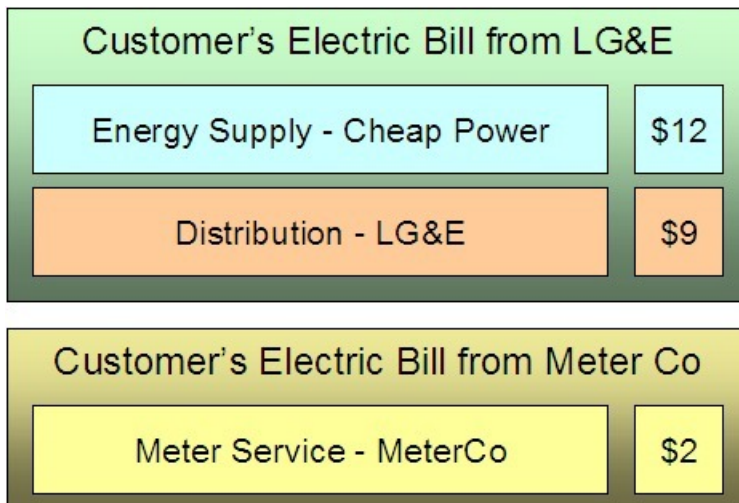 Customer’s Electric Bill from LG&E
Energy Supply - Cheap Power $12
Distribution - LG&E $9
Customer’s Electric Bill from Meter Co
Meter Service - MeterCo $2